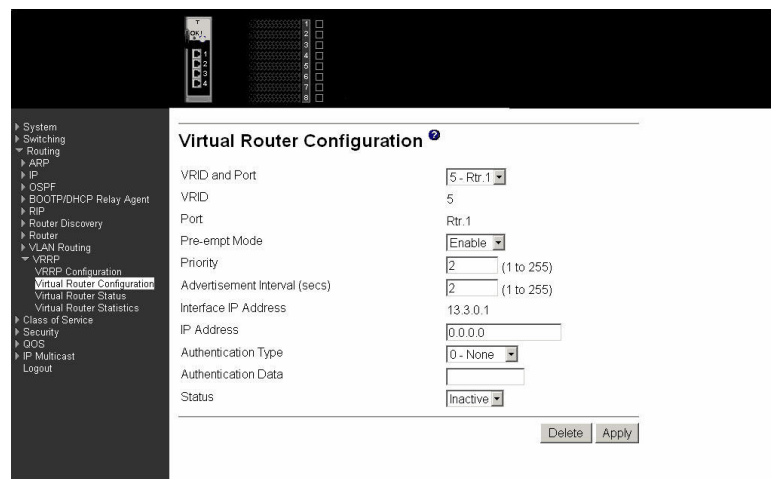 T
OK!
1
2
3
4
1
2
3
4
5
6
7
8
System
Switching
Routing
ARP
IP
OSPF
BOOTP/DHCP Relay Agent
RIP
Router Discovery
Router
VLAN Routing
VRRP
VRRP Configuration
Virtual Router Configuration
Virtual Router Status
Virtual Router Statistics
Class of Service
Security
QOS
IP Multicast
Logout
Virtual Router Configuration ?
VRID and Port 5 - Rtr.1
VRID 5
Port Rtr.1
Pre-empt Mode Enable
Priority 2 (1 to 255)
Advertisement Interval (secs) 2 (1 to 255)
Interface IP Address 13.3.0.1
IP Address 0.0.0.0
Authentication Type 0 - None
Authentication Data
Status Inactive
Delete Apply